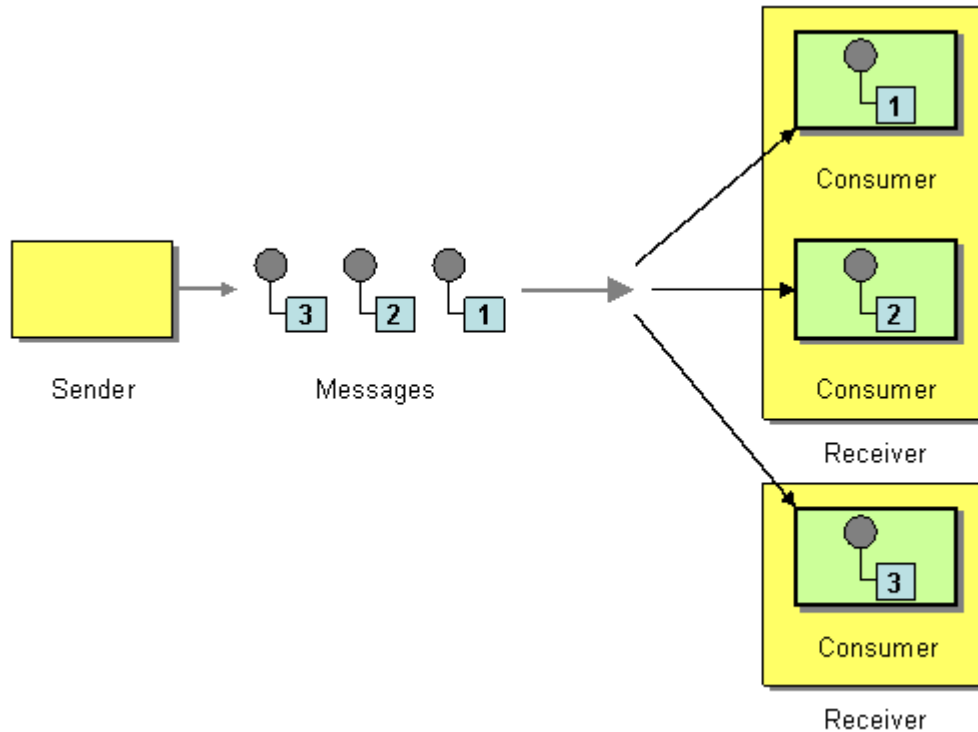 1
Consumer
3 2 1
2
Sender
Messages
Consumer
Receiver
3
Consumer
Receiver